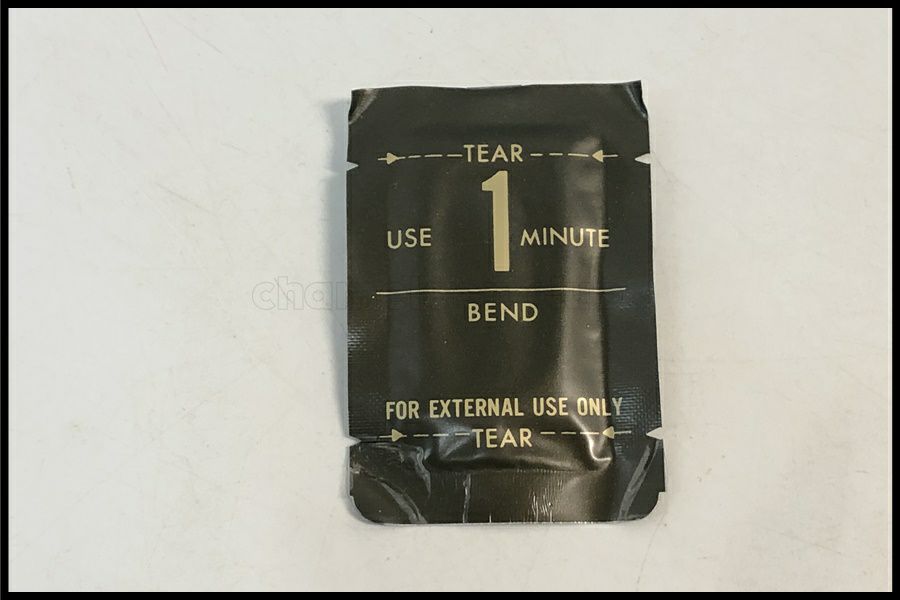 TEAR
1
USE MINUTE
BEND
FOR EXTERNAL USE ONLY
TEAR